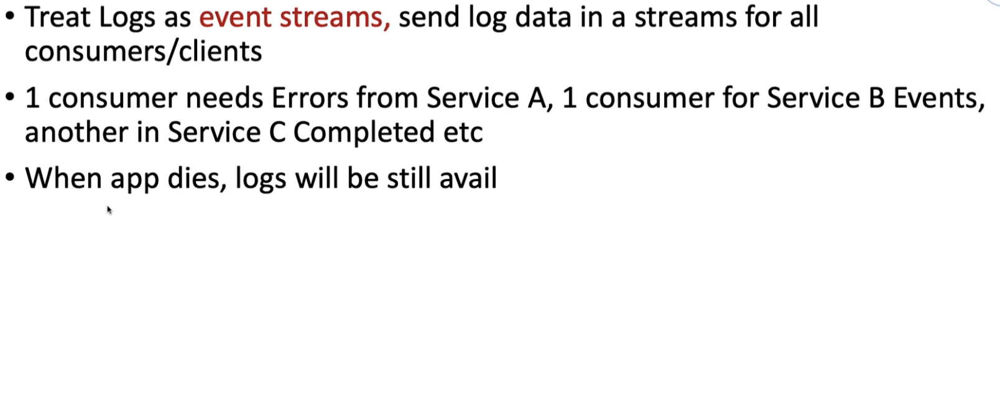 • Treat Logs as event streams, send log data in a streams for all
consumers/clients
• 1 consumer needs Errors from Service A, 1 consumer for Service B Events,
another in Service C Completed etc
• When app dies, logs will be still avail